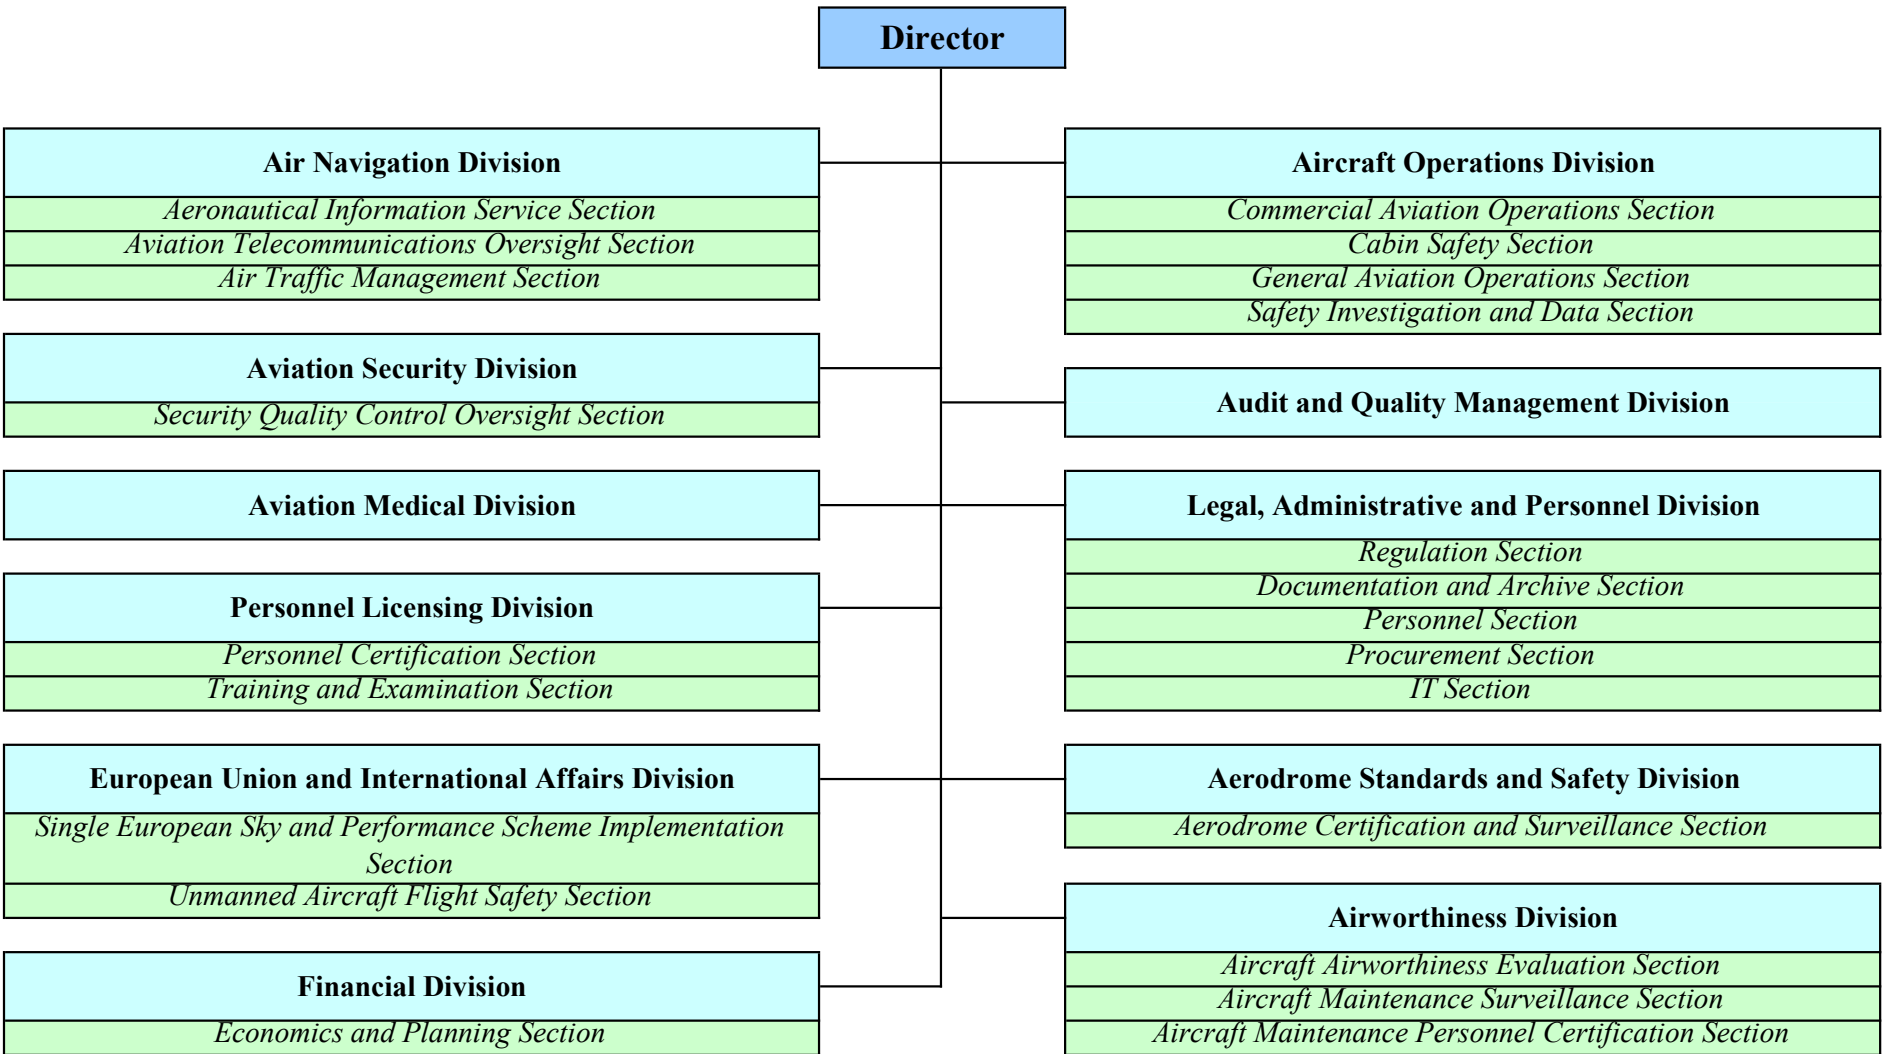 Director
Air Navigation Division
Aeronautical Information Service Section
Aviation Telecommunications Oversight Section
Air Traffic Management Section
Aviation Security Division
Security Quality Control Oversight Section
Aviation Medical Division
Personnel Licensing Division
Personnel Certification Section
Training and Examination Section
European Union and International Affairs Division
Single European Sky and Performance Scheme Implementation
Section
Unmanned Aircraft Flight Safety Section
Financial Division
Economics and Planning Section
Aircraft Operations Division
Commercial Aviation Operations Section
Cabin Safety Section
General Aviation Operations Section
Safety Investigation and Data Section
Audit and Quality Management Division
Legal, Administrative and Personnel Division
Regulation Section
Documentation and Archive Section
Personnel Section
Procurement Section
IT Section
Aerodrome Standards and Safety Division
Aerodrome Certification and Surveillance Section
Airworthiness Division
Aircraft Airworthiness Evaluation Section
Aircraft Maintenance Surveillance Section
Aircraft Maintenance Personnel Certification Section